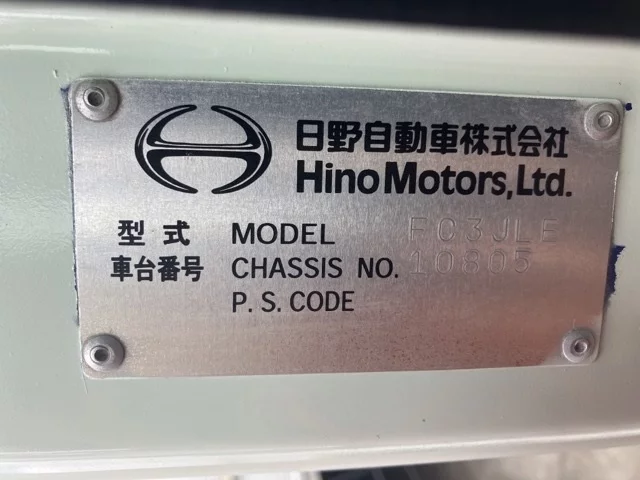 日野自動車株式会社
Hino Motors, Ltd.
型式 MODEL FC3JLE
車台番号 CHASSIS NO. 10805
P. S. CODE